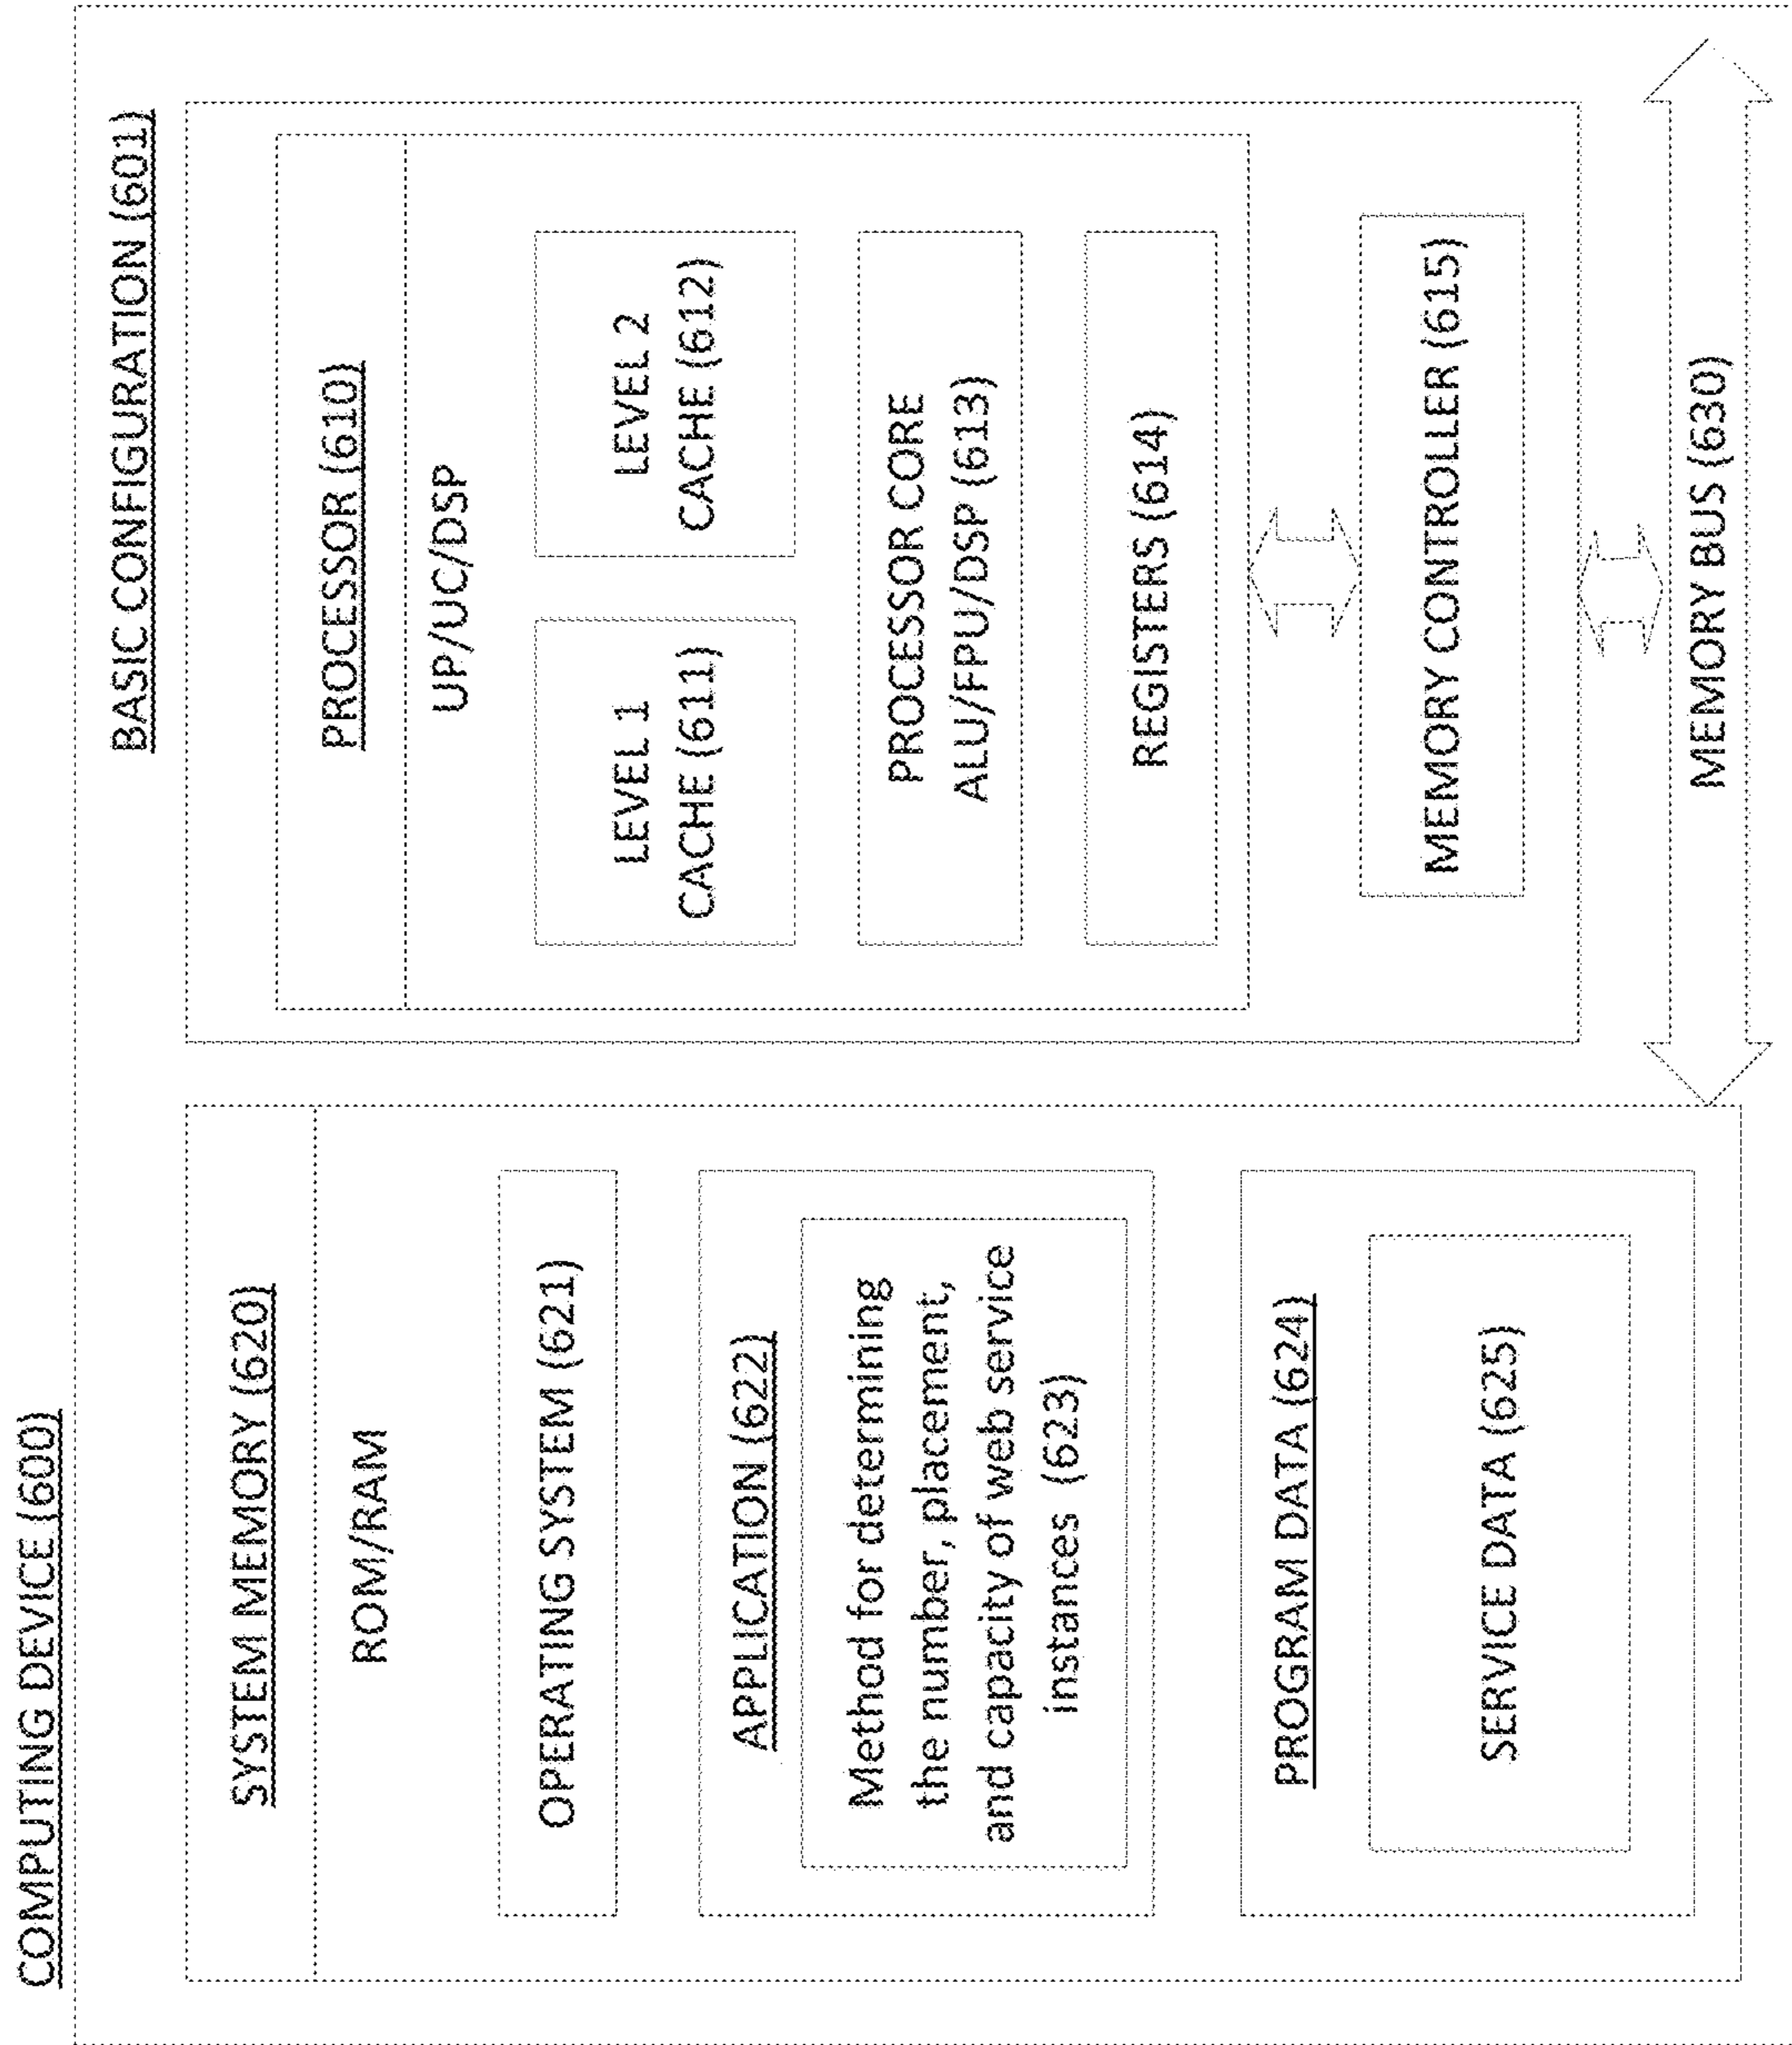 COMPUTING DEVICE (600)
BASIC CONFIGURATION (601)
SYSTEM MEMORY (620)
ROM/RAM
OPERATING SYSTEM (621)
APPLICATION (622)
Method for determining
the number, placement,
and capacity of web service
instances (623)
PROGRAM DATA (624)
SERVICE DATA (625)
PROCESSOR (610)
UP/UC/DSP
LEVEL 1
CACHE (611)
LEVEL 2
CACHE (612)
PROCESSOR CORE
ALU/FPU/DSP (613)
REGISTERS (614)
MEMORY CONTROLLER (615)
MEMORY BUS (630)